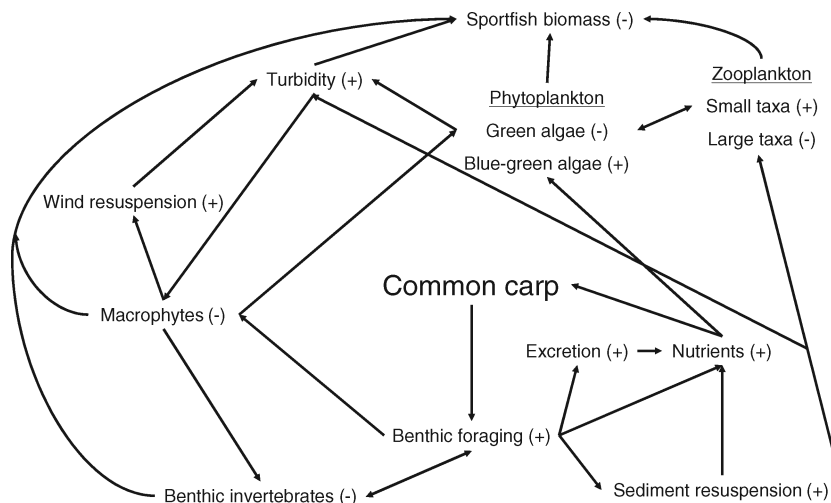 Sportfish biomass (-)
Zooplankton
Turbidity (+)
Phytoplankton
Small taxa (+)
Green algae (-)
Large taxa (-)
Blue-green algae (+)
Wind resuspension (+)
Common carp
Macrophytes (-)
Excretion (+)
Nutrients (+)
Benthic foraging (+)
Benthic invertebrates (-)
Sediment resuspension (+)